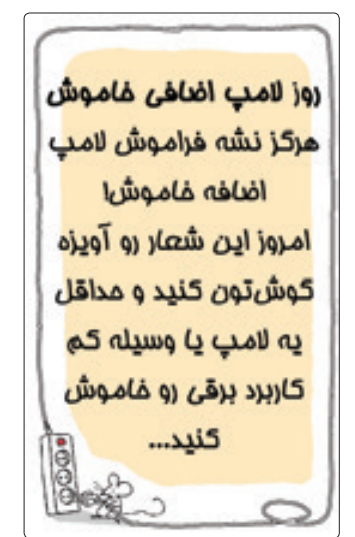 روز لامپ اضافی خاموش
هرگز نشه فراموش لامپ
اضافه خاموش!
امروز این شعار رو آویزه
گوش‌تون کنید و حداقل
یه لامپ یا وسیله کم
کاربرد برقی رو خاموش
کنید...